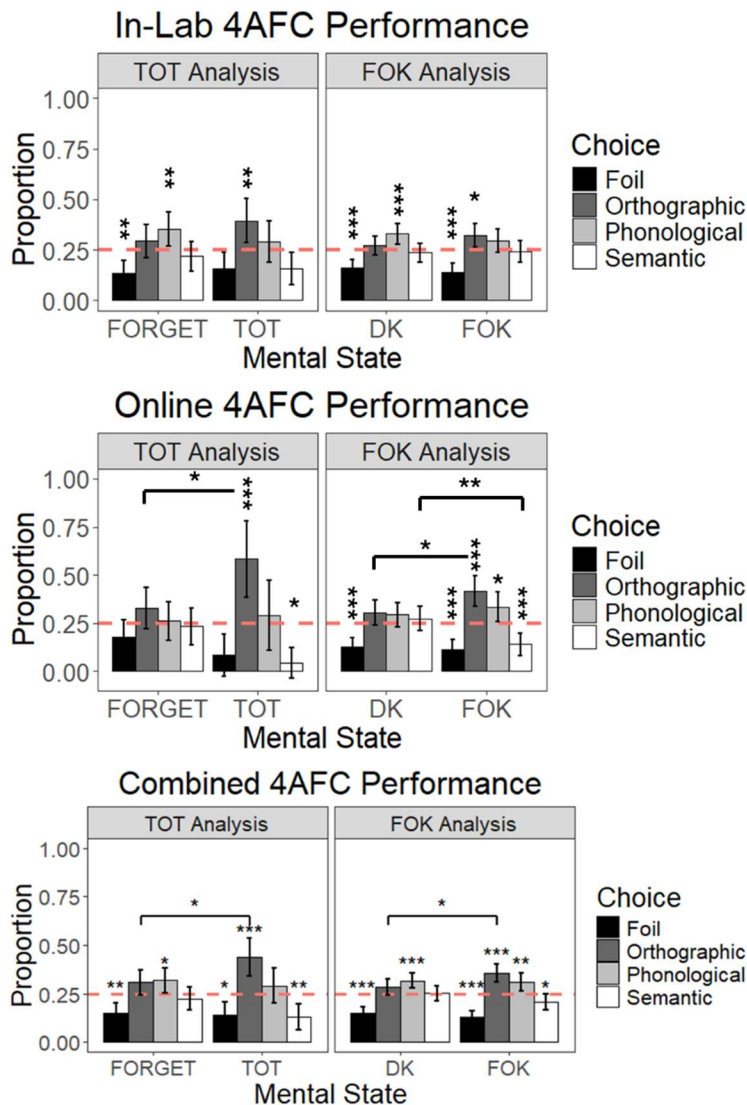 In-Lab 4AFC Performance
TOT Analysis FOK Analysis
1.00
0.75
0.50
0.25
0.00
Proportion
** ** ** *** *** *** *
FORGET TOT DK FOK
Mental State
Choice
Foil
Orthographic
Phonological
Semantic
Online 4AFC Performance
TOT Analysis FOK Analysis
1.00
0.75
0.50
0.25
0.00
Proportion
* **
*** * ***
* *** *** * ***
FORGET TOT DK FOK
Mental State
Choice
Foil
Orthographic
Phonological
Semantic
Combined 4AFC Performance
TOT Analysis FOK Analysis
1.00
0.75
0.50
0.25
0.00
Proportion
* *
** * * *** ** *** *** *** *** ** *
FORGET TOT DK FOK
Mental State
Choice
Foil
Orthographic
Phonological
Semantic